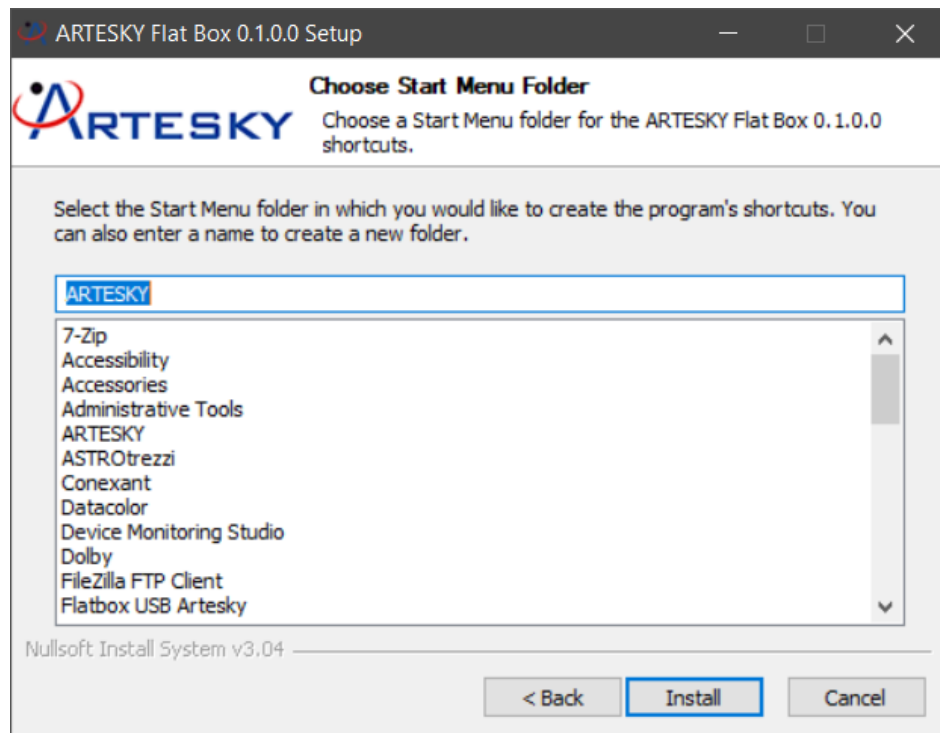 ARTESKY Flat Box 0.1.0.0 Setup
ARTESKY
Choose Start Menu Folder
Choose a Start Menu folder for the ARTESKY Flat Box 0.1.0.0
shortcuts.
Select the Start Menu folder in which you would like to create the program's shortcuts. You
can also enter a name to create a new folder.
ARTESKY
7-Zip
Accessibility
Accessories
Administrative Tools
ARTESKY
ASTROtrezzi
Conexant
Datacolor
Device Monitoring Studio
Dolby
FileZilla FTP Client
Flatbox USB Artesky
Nullsoft Install System v3.04
< Back Install Cancel